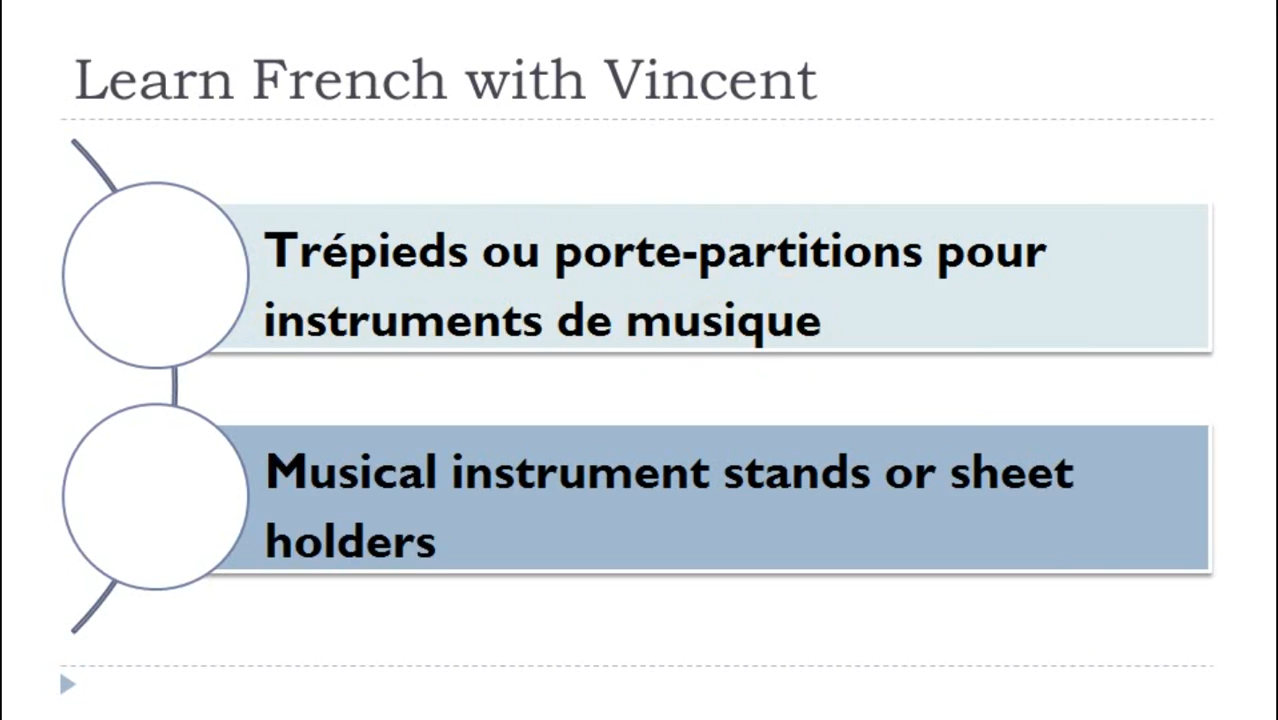 Learn French with Vincent
Trépieds ou porte-partitions pour
instruments de musique
Musical instrument stands or sheet
holders